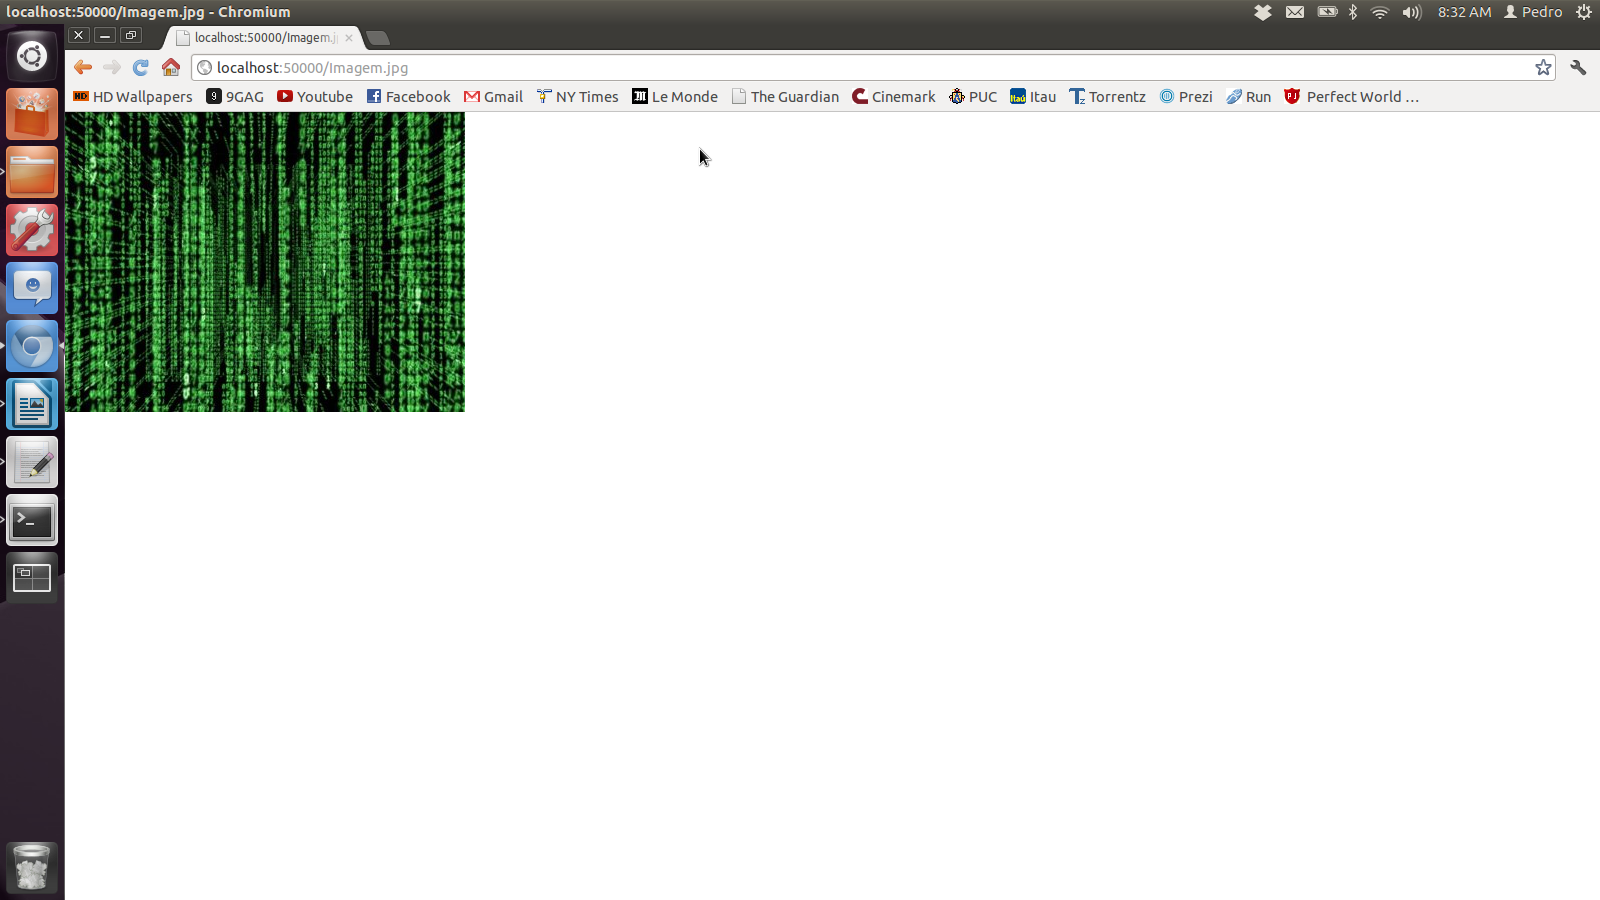 localhost:50000/Imagem.jpg - Chromium
8:32 AM Pedro
localhost:50000/Imagem.j
localhost:50000/Imagem.jpg
HD Wallpapers 9GAG Youtube Facebook Gmail NY Times Le Monde The Guardian Cinemark PUC Itau Torrentz Prezi Run Perfect World ...